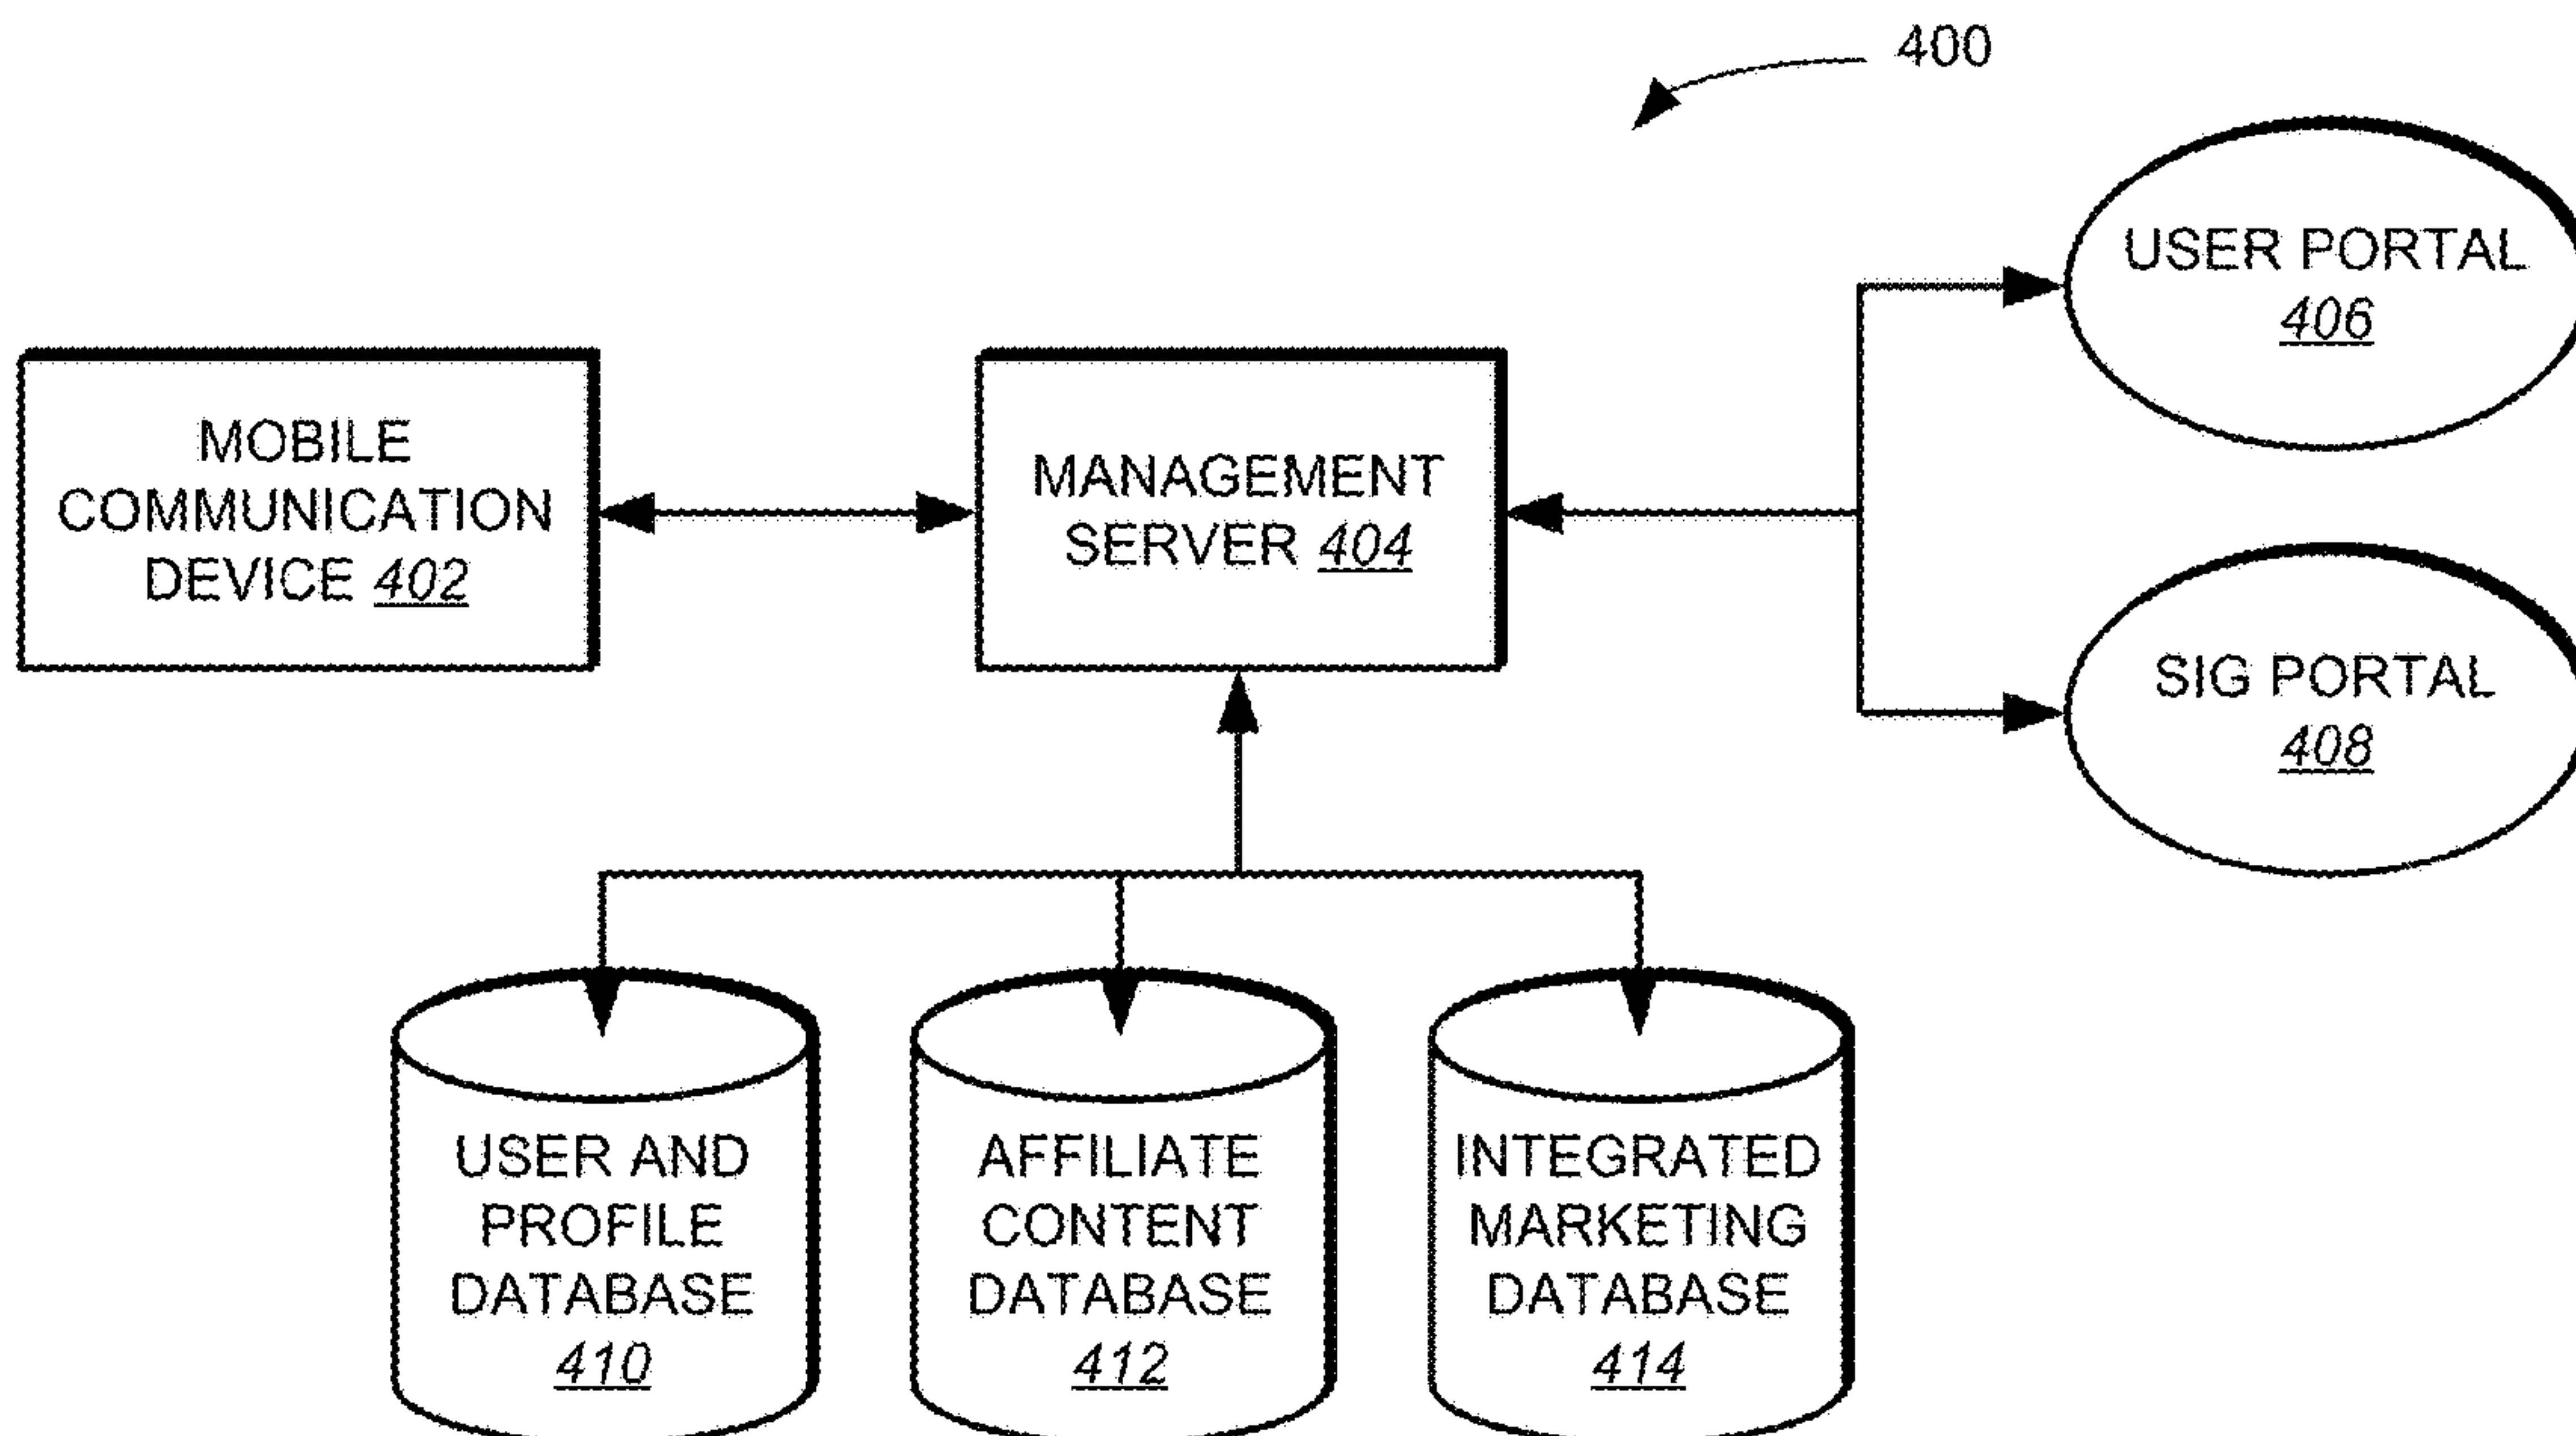 400
USER PORTAL
406
MOBILE
COMMUNICATION
DEVICE 402
MANAGEMENT
SERVER 404
SIG PORTAL
408
USER AND
PROFILE
DATABASE
410
AFFILIATE
CONTENT
DATABASE
412
INTEGRATED
MARKETING
DATABASE
414